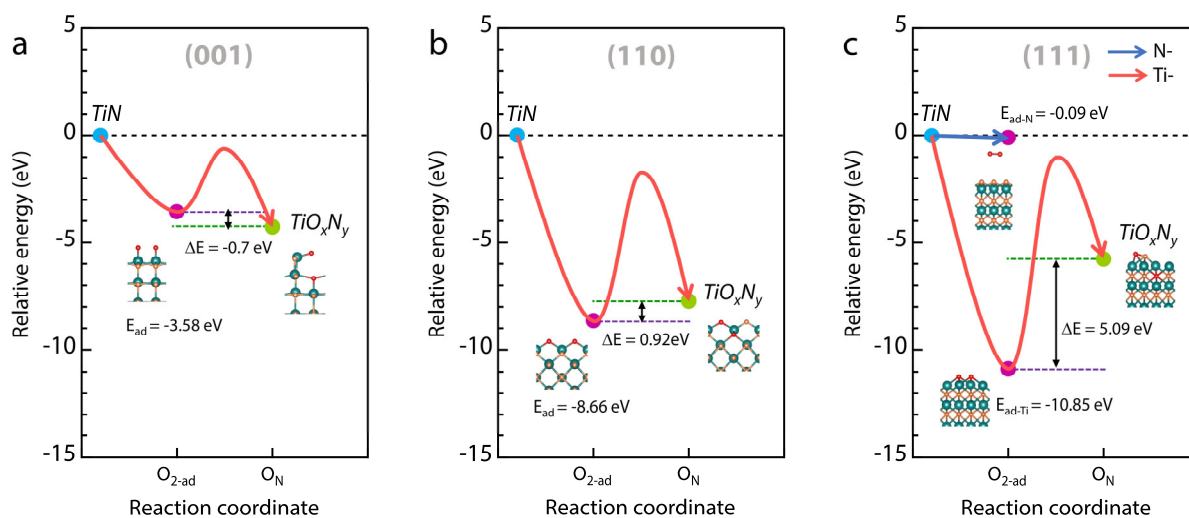 a
(001)
5
0
-5
-10
-15
Relative energy (eV)
TiN
TiOxNy
ΔE = -0.7 eV
Ead = -3.58 eV
O2-ad
ON
Reaction coordinate
b
(110)
5
0
-5
-10
-15
Relative energy (eV)
TiN
TiOxNy
ΔE = 0.92eV
Ead = -8.66 eV
O2-ad
ON
Reaction coordinate
c
(111)
N-
Ti-
5
0
-5
-10
-15
Relative energy (eV)
TiN
Ead-N = -0.09 eV
TiOxNy
ΔE = 5.09 eV
Ead-Ti = -10.85 eV
O2-ad
ON
Reaction coordinate